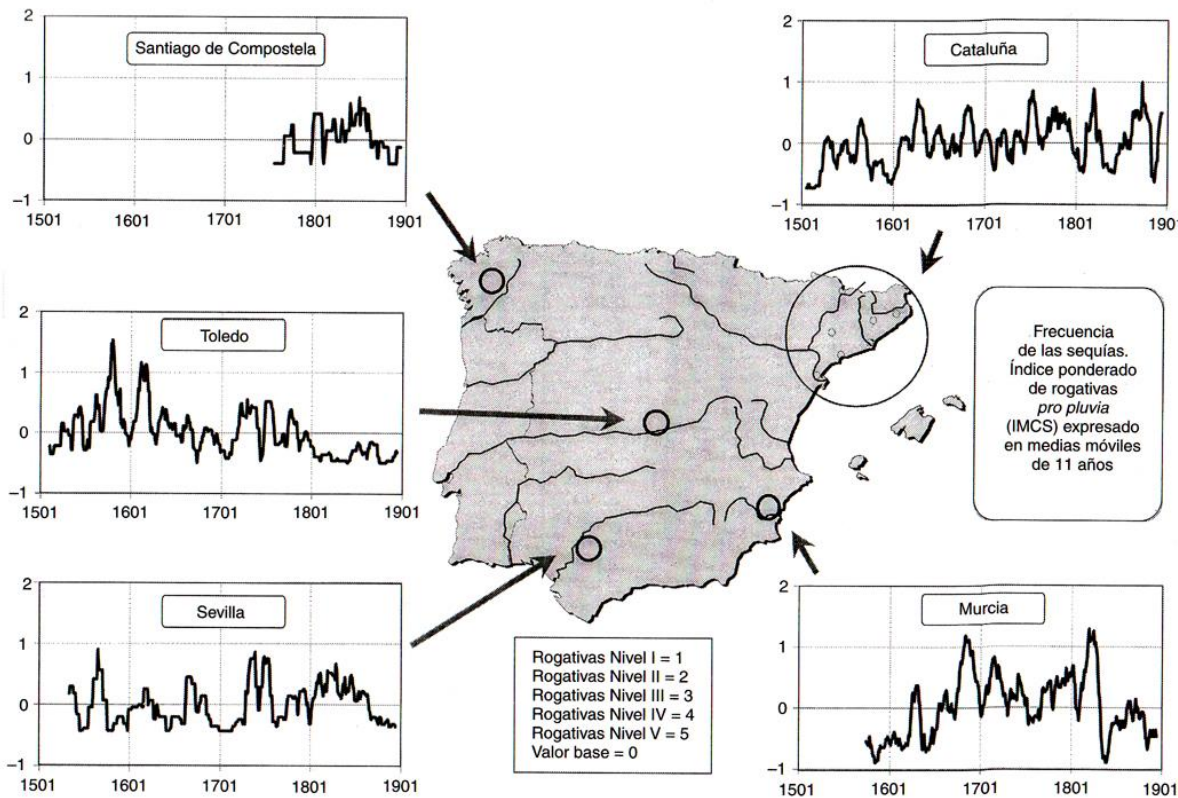 2
Santiago de Compostela
1
0
−1
1501 1601 1701 1801 1901
2
Cataluña
1
0
−1
1501 1601 1701 1801 1901
2
Toledo
1
0
−1
1501 1601 1701 1801 1901
Frecuencia
de las sequías.
Índice ponderado
de rogativas
pro pluvia
(IMCS) expresado
en medias móviles
de 11 años
2
Sevilla
1
0
−1
1501 1601 1701 1801 1901
Rogativas Nivel I = 1
Rogativas Nivel II = 2
Rogativas Nivel III = 3
Rogativas Nivel IV = 4
Rogativas Nivel V = 5
Valor base = 0
2
Murcia
1
0
−1
1501 1601 1701 1801 1901